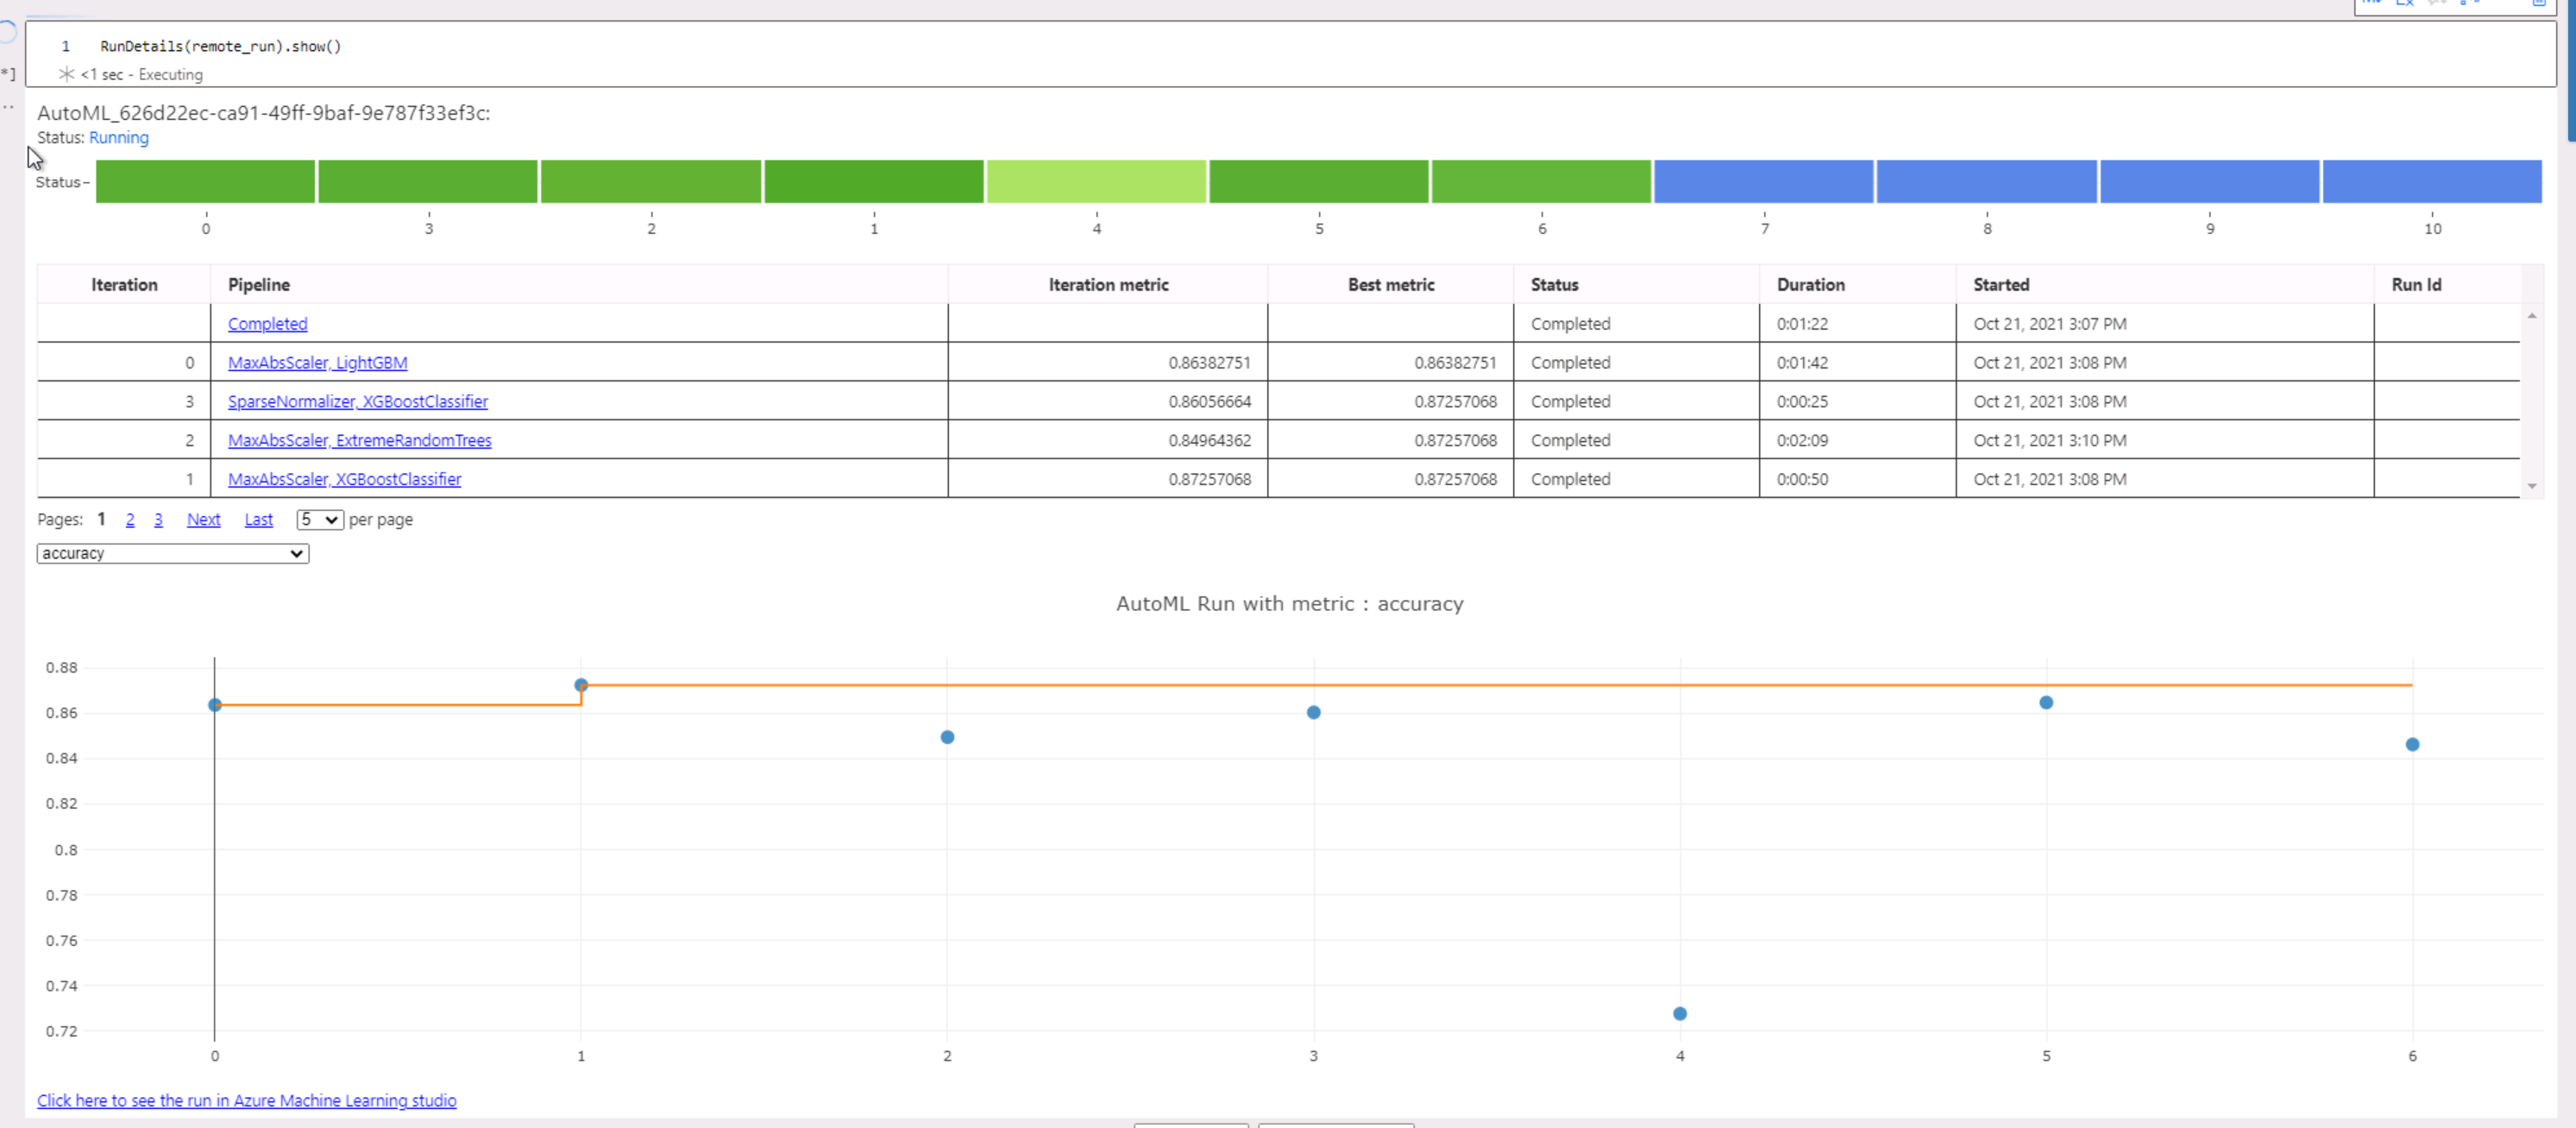 1 RunDetails(remote_run).show()
*] <1 sec - Executing
AutoML_626d22ec-ca91-49ff-9baf-9e787f33ef3c:
Status: Running
Status
0 3 2 1 4 5 6 7 8 9 10
Iteration Pipeline Iteration metric Best metric Status Duration Started Run Id
Completed Completed 0:01:22 Oct 21, 2021 3:07 PM
0 MaxAbsScaler, LightGBM 0.86382751 0.86382751 Completed 0:01:42 Oct 21, 2021 3:08 PM
3 SparseNormalizer, XGBoostClassifier 0.86056664 0.87257068 Completed 0:00:25 Oct 21, 2021 3:08 PM
2 MaxAbsScaler, ExtremeRandomTrees 0.84964362 0.87257068 Completed 0:02:09 Oct 21, 2021 3:10 PM
1 MaxAbsScaler, XGBoostClassifier 0.87257068 0.87257068 Completed 0:00:50 Oct 21, 2021 3:08 PM
Pages: 1 2 3 Next Last 5 per page
accuracy
AutoML Run with metric : accuracy
0.88
0.86
0.84
0.82
0.8
0.78
0.76
0.74
0.72
0 1 2 3 4 5 6
Click here to see the run in Azure Machine Learning studio